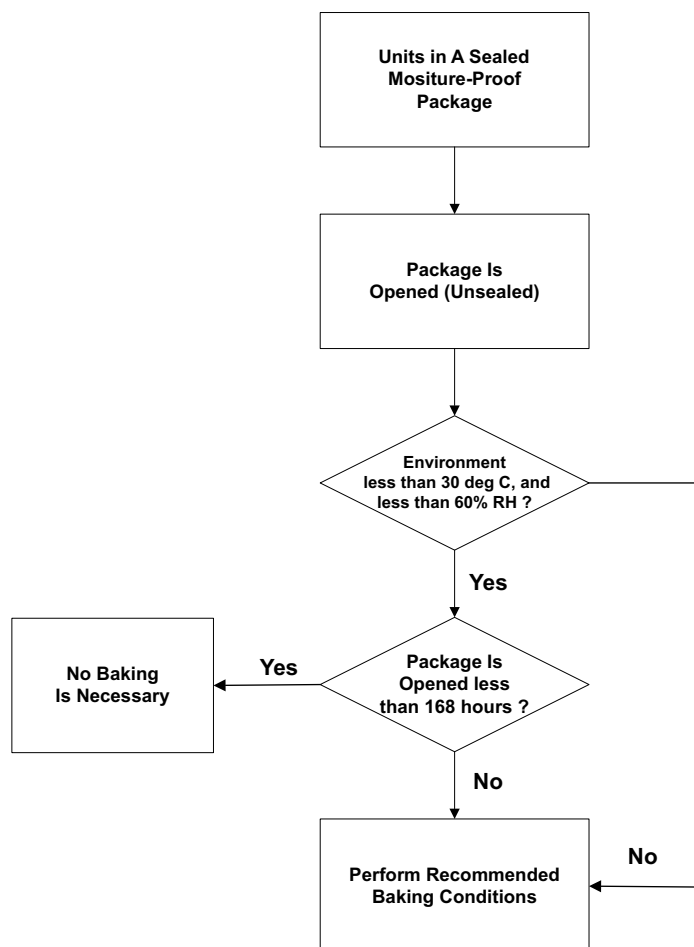 Units in A Sealed
Mositure-Proof
Package
Package Is
Opened (Unsealed)
Environment
less than 30 deg C, and
less than 60% RH ?
Yes
No Baking
Is Necessary
Yes
Package Is
Opened less
than 168 hours ?
No
Perform Recommended
Baking Conditions
No